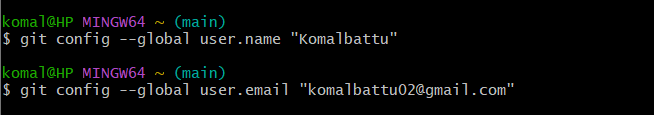 komal@HP MINGW64 ~ (main)
$ git config --global user.name "Komalbattu"
komal@HP MINGW64 ~ (main)
$ git config --global user.email "komalbattu02@gmail.com"